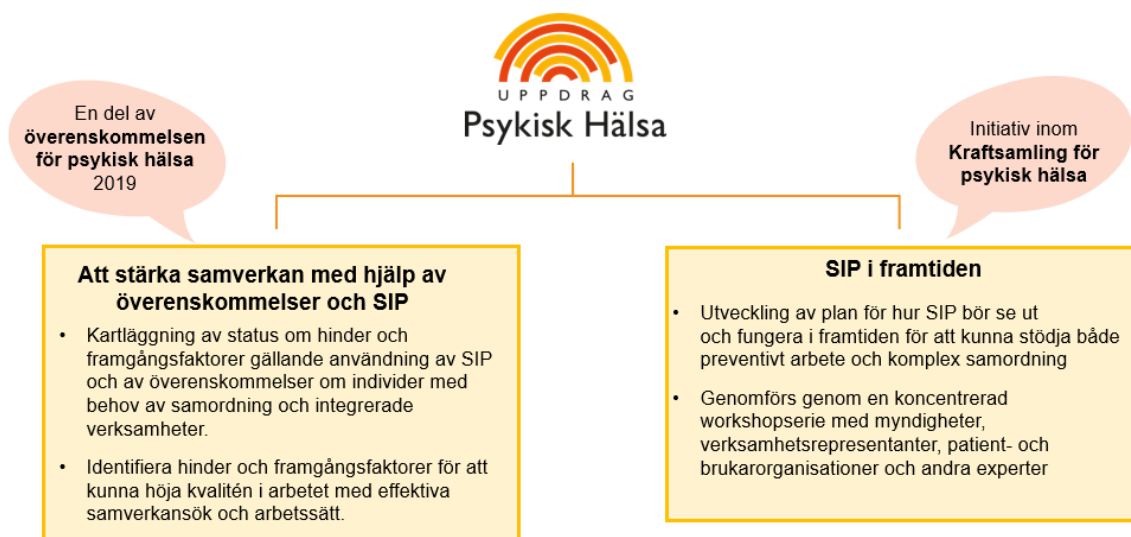 UPPDRAG
Psykisk Hälsa
En del av
överenskommelsen
för psykisk hälsa
2019
Initiativ inom
Kraftsamling för
psykisk hälsa
Att stärka samverkan med hjälp av
överenskommelser och SIP
• Kartläggning av status om hinder och
framgångsfaktorer gällande användning av SIP
och av överenskommelser om individer med
behov av samordning och integrerade
verksamheter.
• Identifiera hinder och framgångsfaktorer för att
kunna höja kvalitén i arbetet med effektiva
samverkansök och arbetssätt.
SIP i framtiden
• Utveckling av plan för hur SIP bör se ut
och fungera i framtiden för att kunna stödja både
preventivt arbete och komplex samordning
• Genomförs genom en koncentrerad
workshopserie med myndigheter,
verksamhetsrepresentanter, patient- och
brukarorganisationer och andra experter